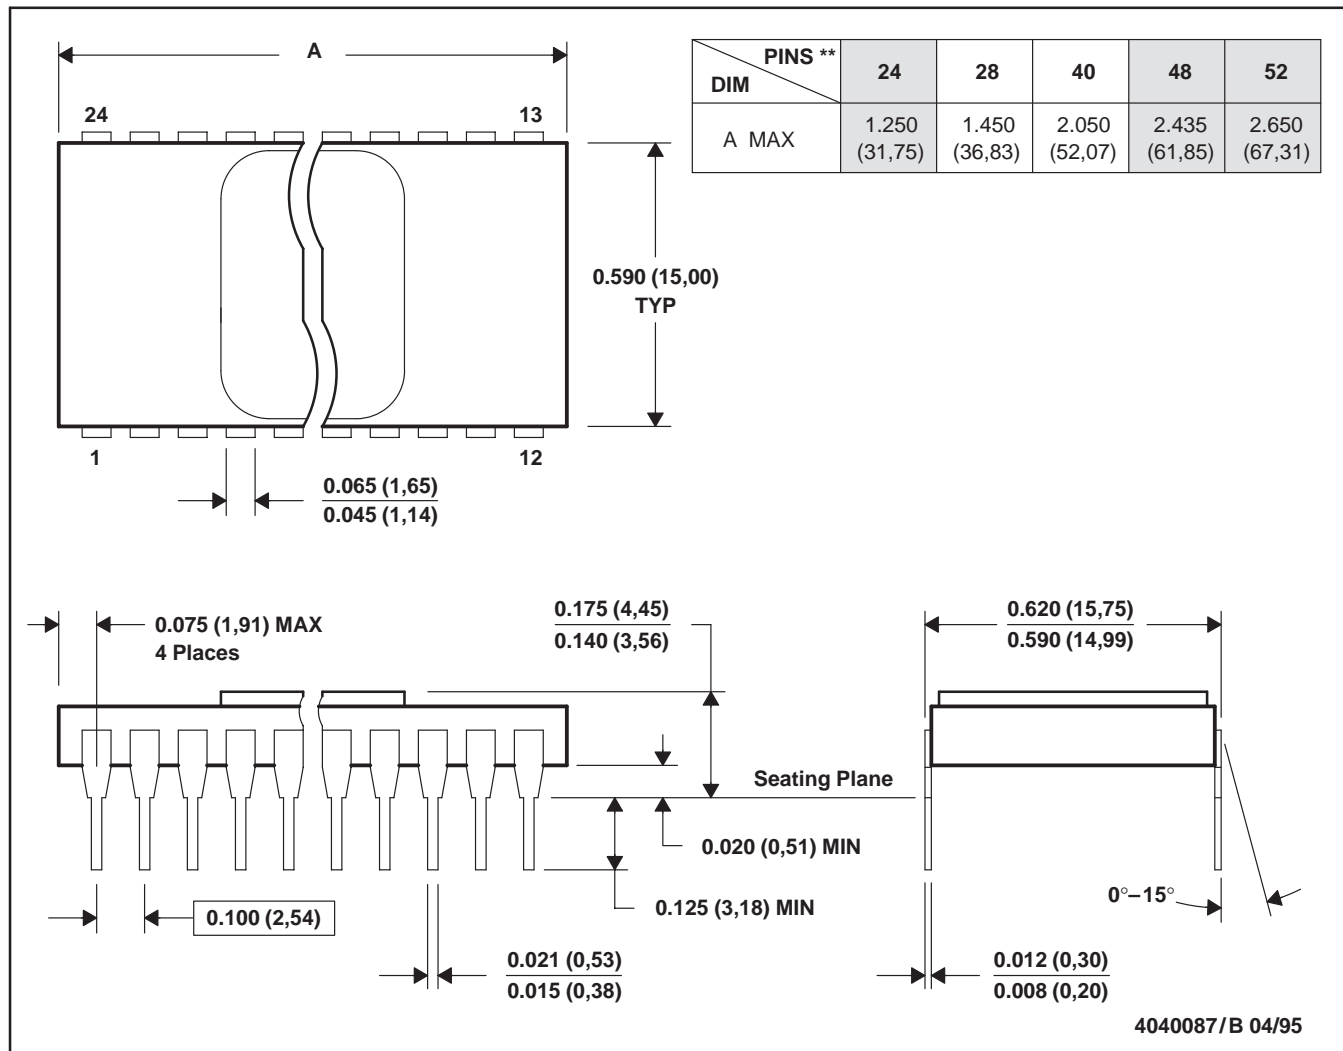 A
24
13
PINS **
DIM
24
28
40
48
52
A MAX
1.250
(31,75)
1.450
(36,83)
2.050
(52,07)
2.435
(61,85)
2.650
(67,31)
0.590 (15,00)
TYP
1
12
0.065 (1,65)
0.045 (1,14)
0.075 (1,91) MAX
4 Places
0.175 (4,45)
0.140 (3,56)
0.620 (15,75)
0.590 (14,99)
Seating Plane
0.020 (0,51) MIN
0.125 (3,18) MIN
0.100 (2,54)
0°–15°
0.021 (0,53)
0.015 (0,38)
0.012 (0,30)
0.008 (0,20)
4040087/B 04/95